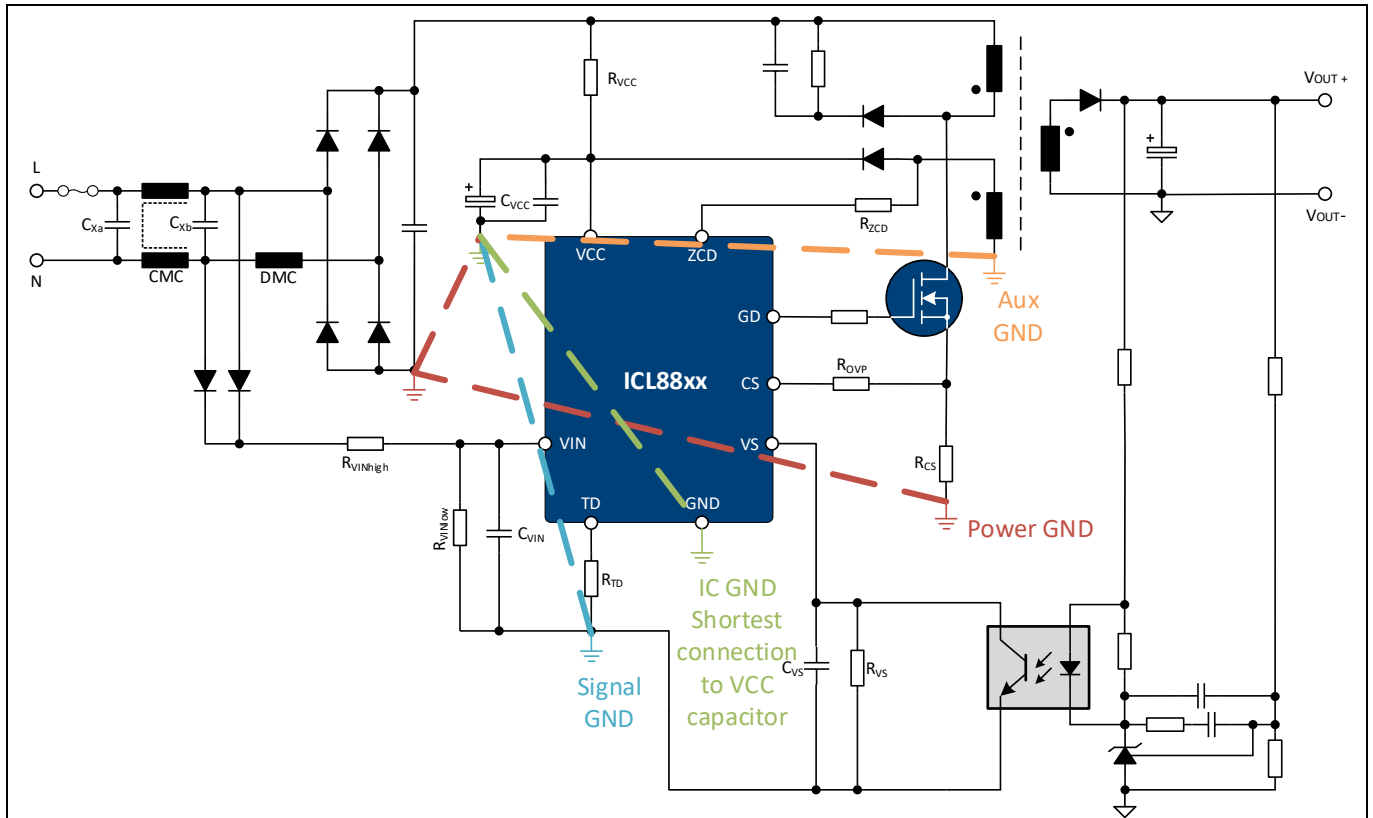 RVCC
VOUT +
L
+
+
CVCC
CXa
CXb
RZCD
VOUT-
N
CMC
DMC
VCC
ZCD
Aux
GND
GD
ICL88xx
CS
ROVP
VIN
VS
RVINhigh
RCS
RVINlow
CVIN
TD
GND
Power GND
RTD
IC GND
Shortest
connection
to VCC
capacitor
Signal
GND
CVS
RVS